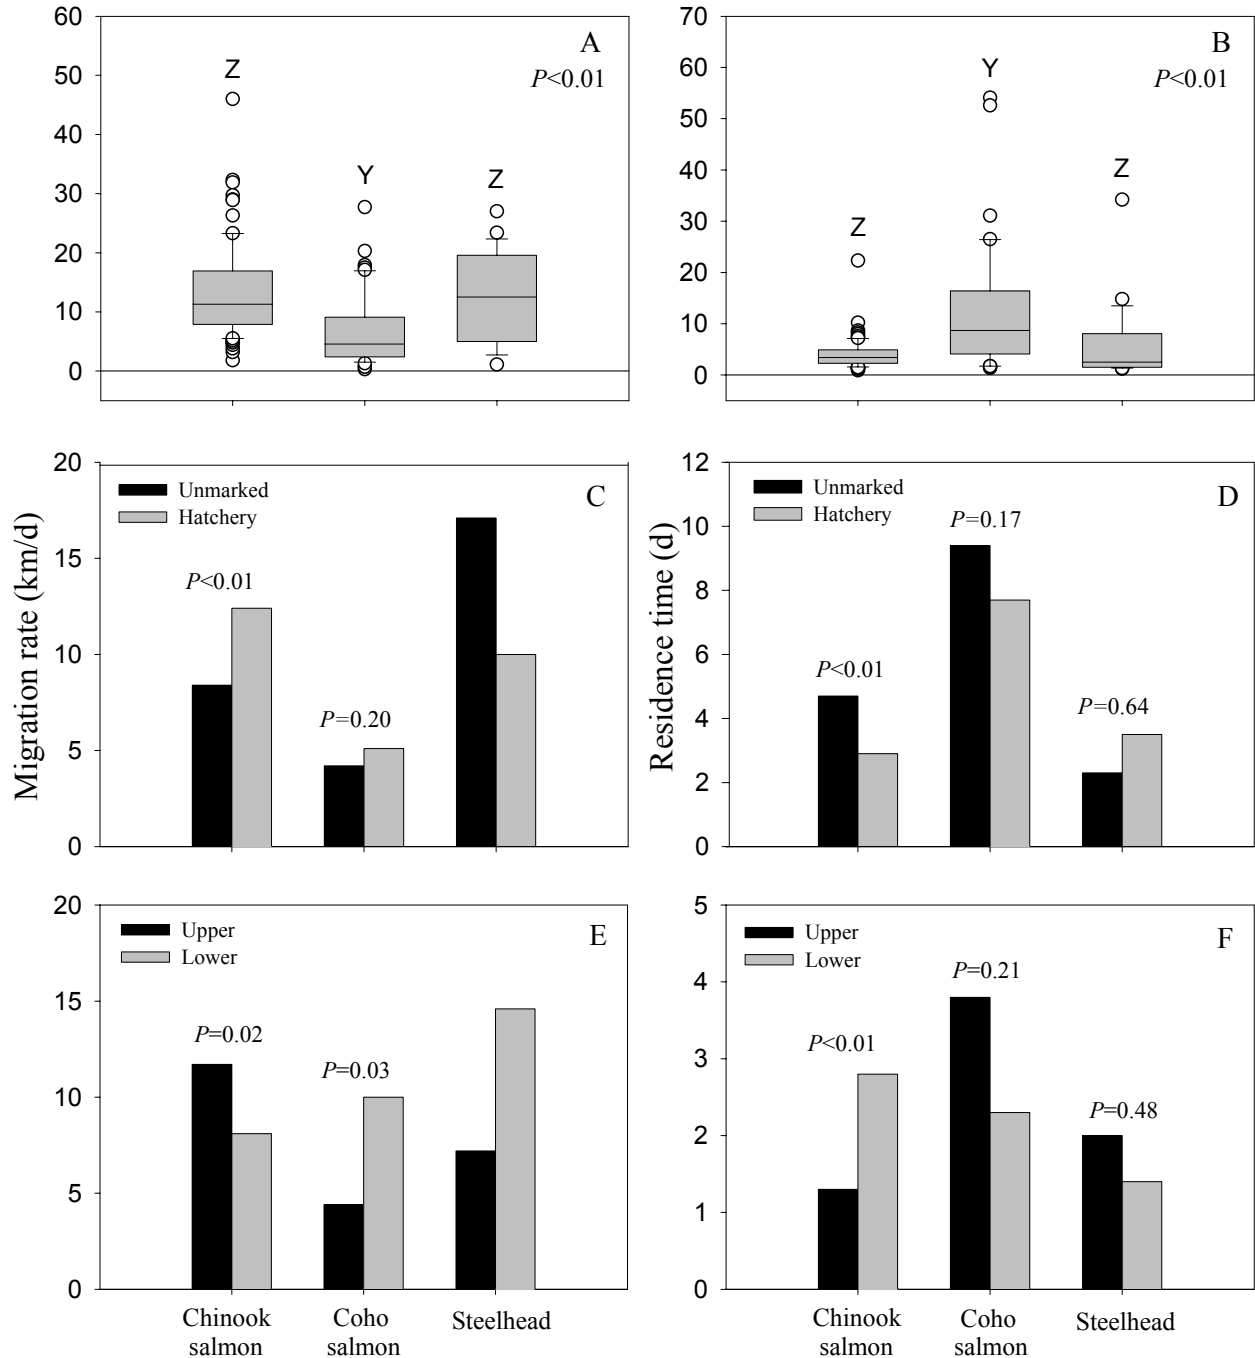 60
50
40
30
20
10
0
Z
Y
Z
A
P<0.01
70
60
50
40
30
20
10
0
Z
Y
Z
B
P<0.01
Migration rate (km/d)
20
15
10
5
0
Unmarked
Hatchery
C
P<0.01
P=0.20
Residence time (d)
12
10
8
6
4
2
0
Unmarked
Hatchery
D
P=0.17
P<0.01
P=0.64
20
15
10
5
0
Upper
Lower
E
P=0.02
P=0.03
Chinook
salmon
Coho
salmon
Steelhead
5
4
3
2
1
0
Upper
Lower
F
P=0.21
P<0.01
P=0.48
Chinook
salmon
Coho
salmon
Steelhead